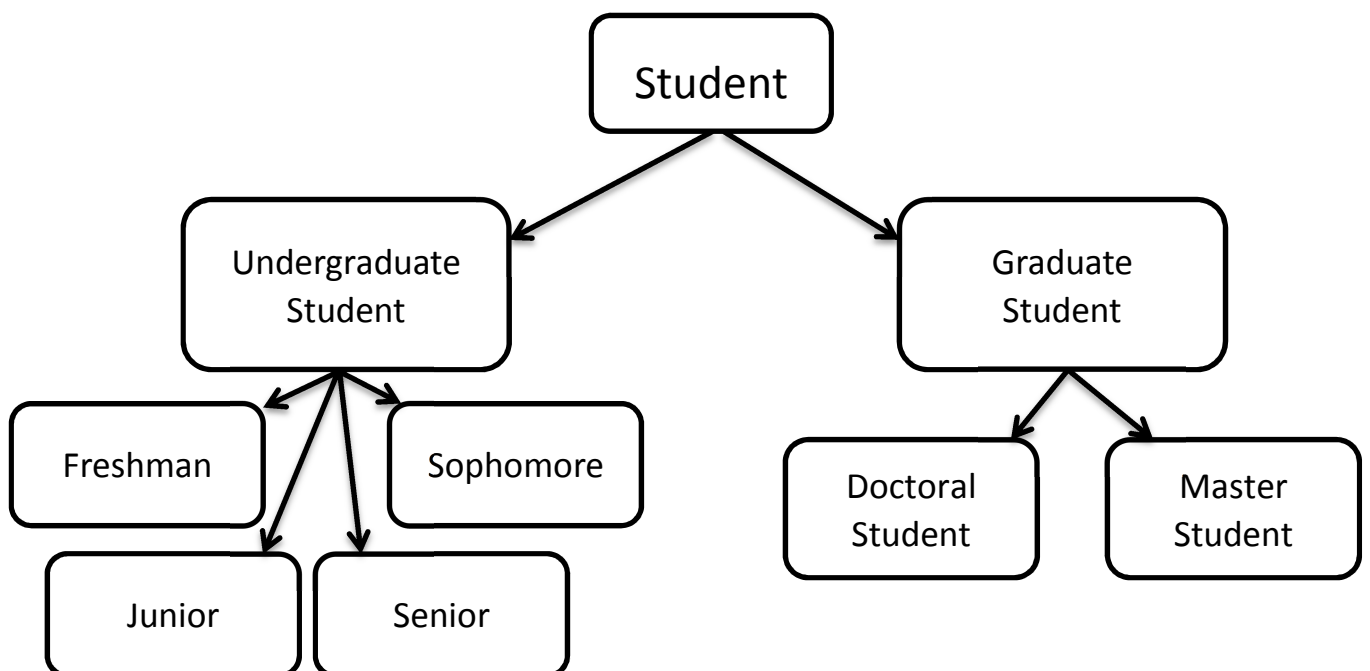 Student
Undergraduate
Student
Graduate
Student
Freshman
Sophomore
Doctoral
Student
Master
Student
Junior
Senior